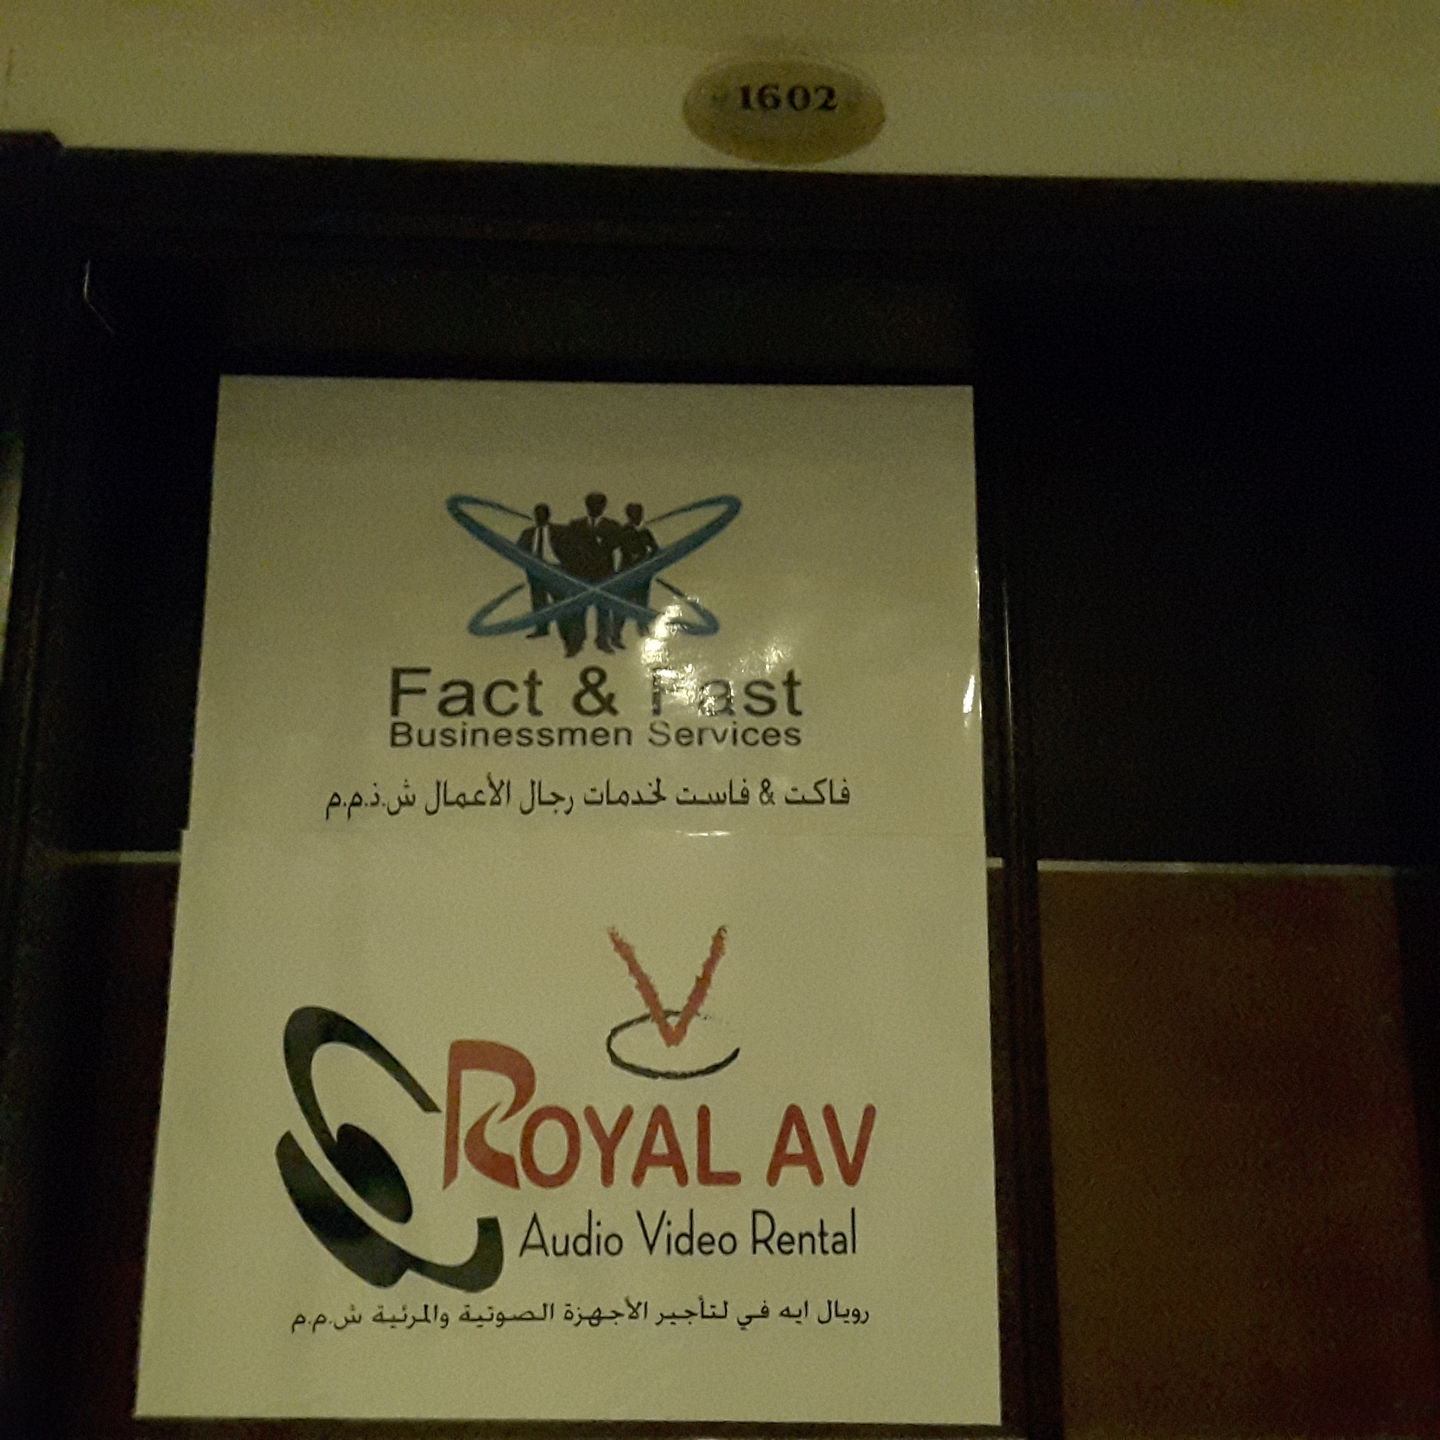 1602
Fact & Fast
Businessmen Services
فاكت & فاست لخدمات رجال الأعمال ش.ذ.م.م
V
ROYAL AV
Audio Video Rental
رويال ايه في لتأجير الأجهزة الصوتية والمرئية ش.م.م